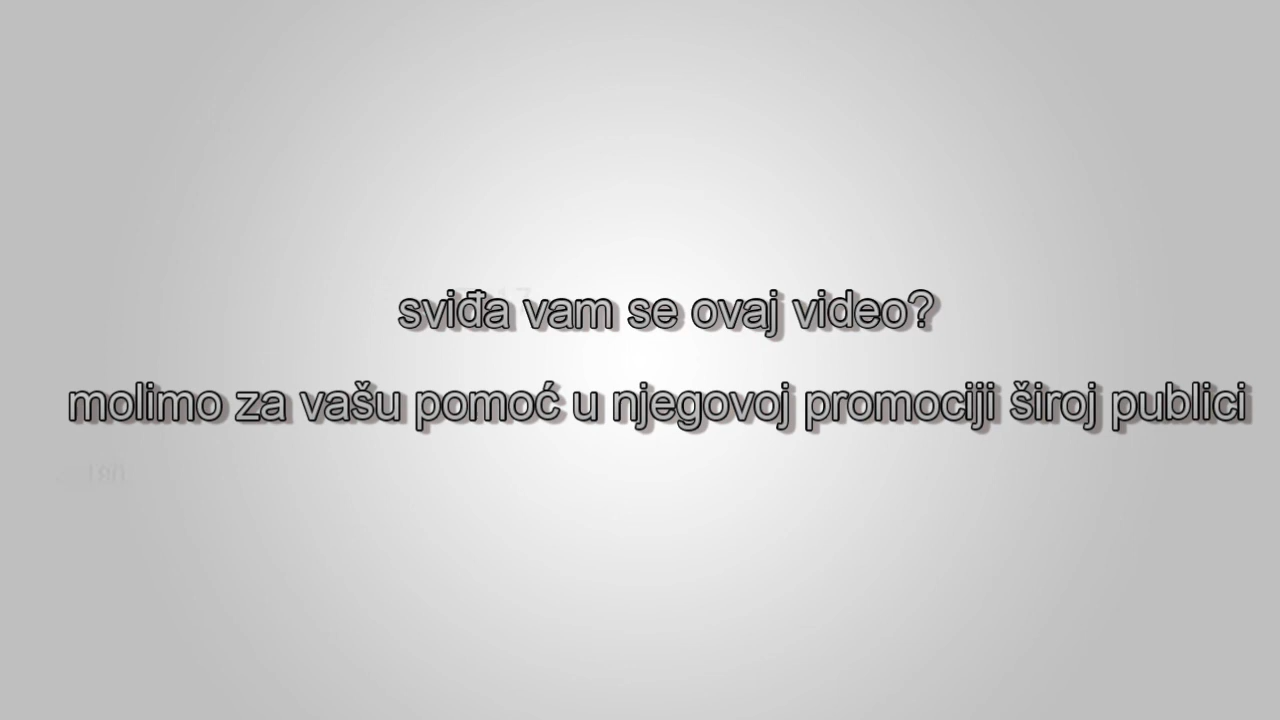 sviđa vam se ovaj video?
molimo za vašu pomoć u njegovoj promociji široj publici